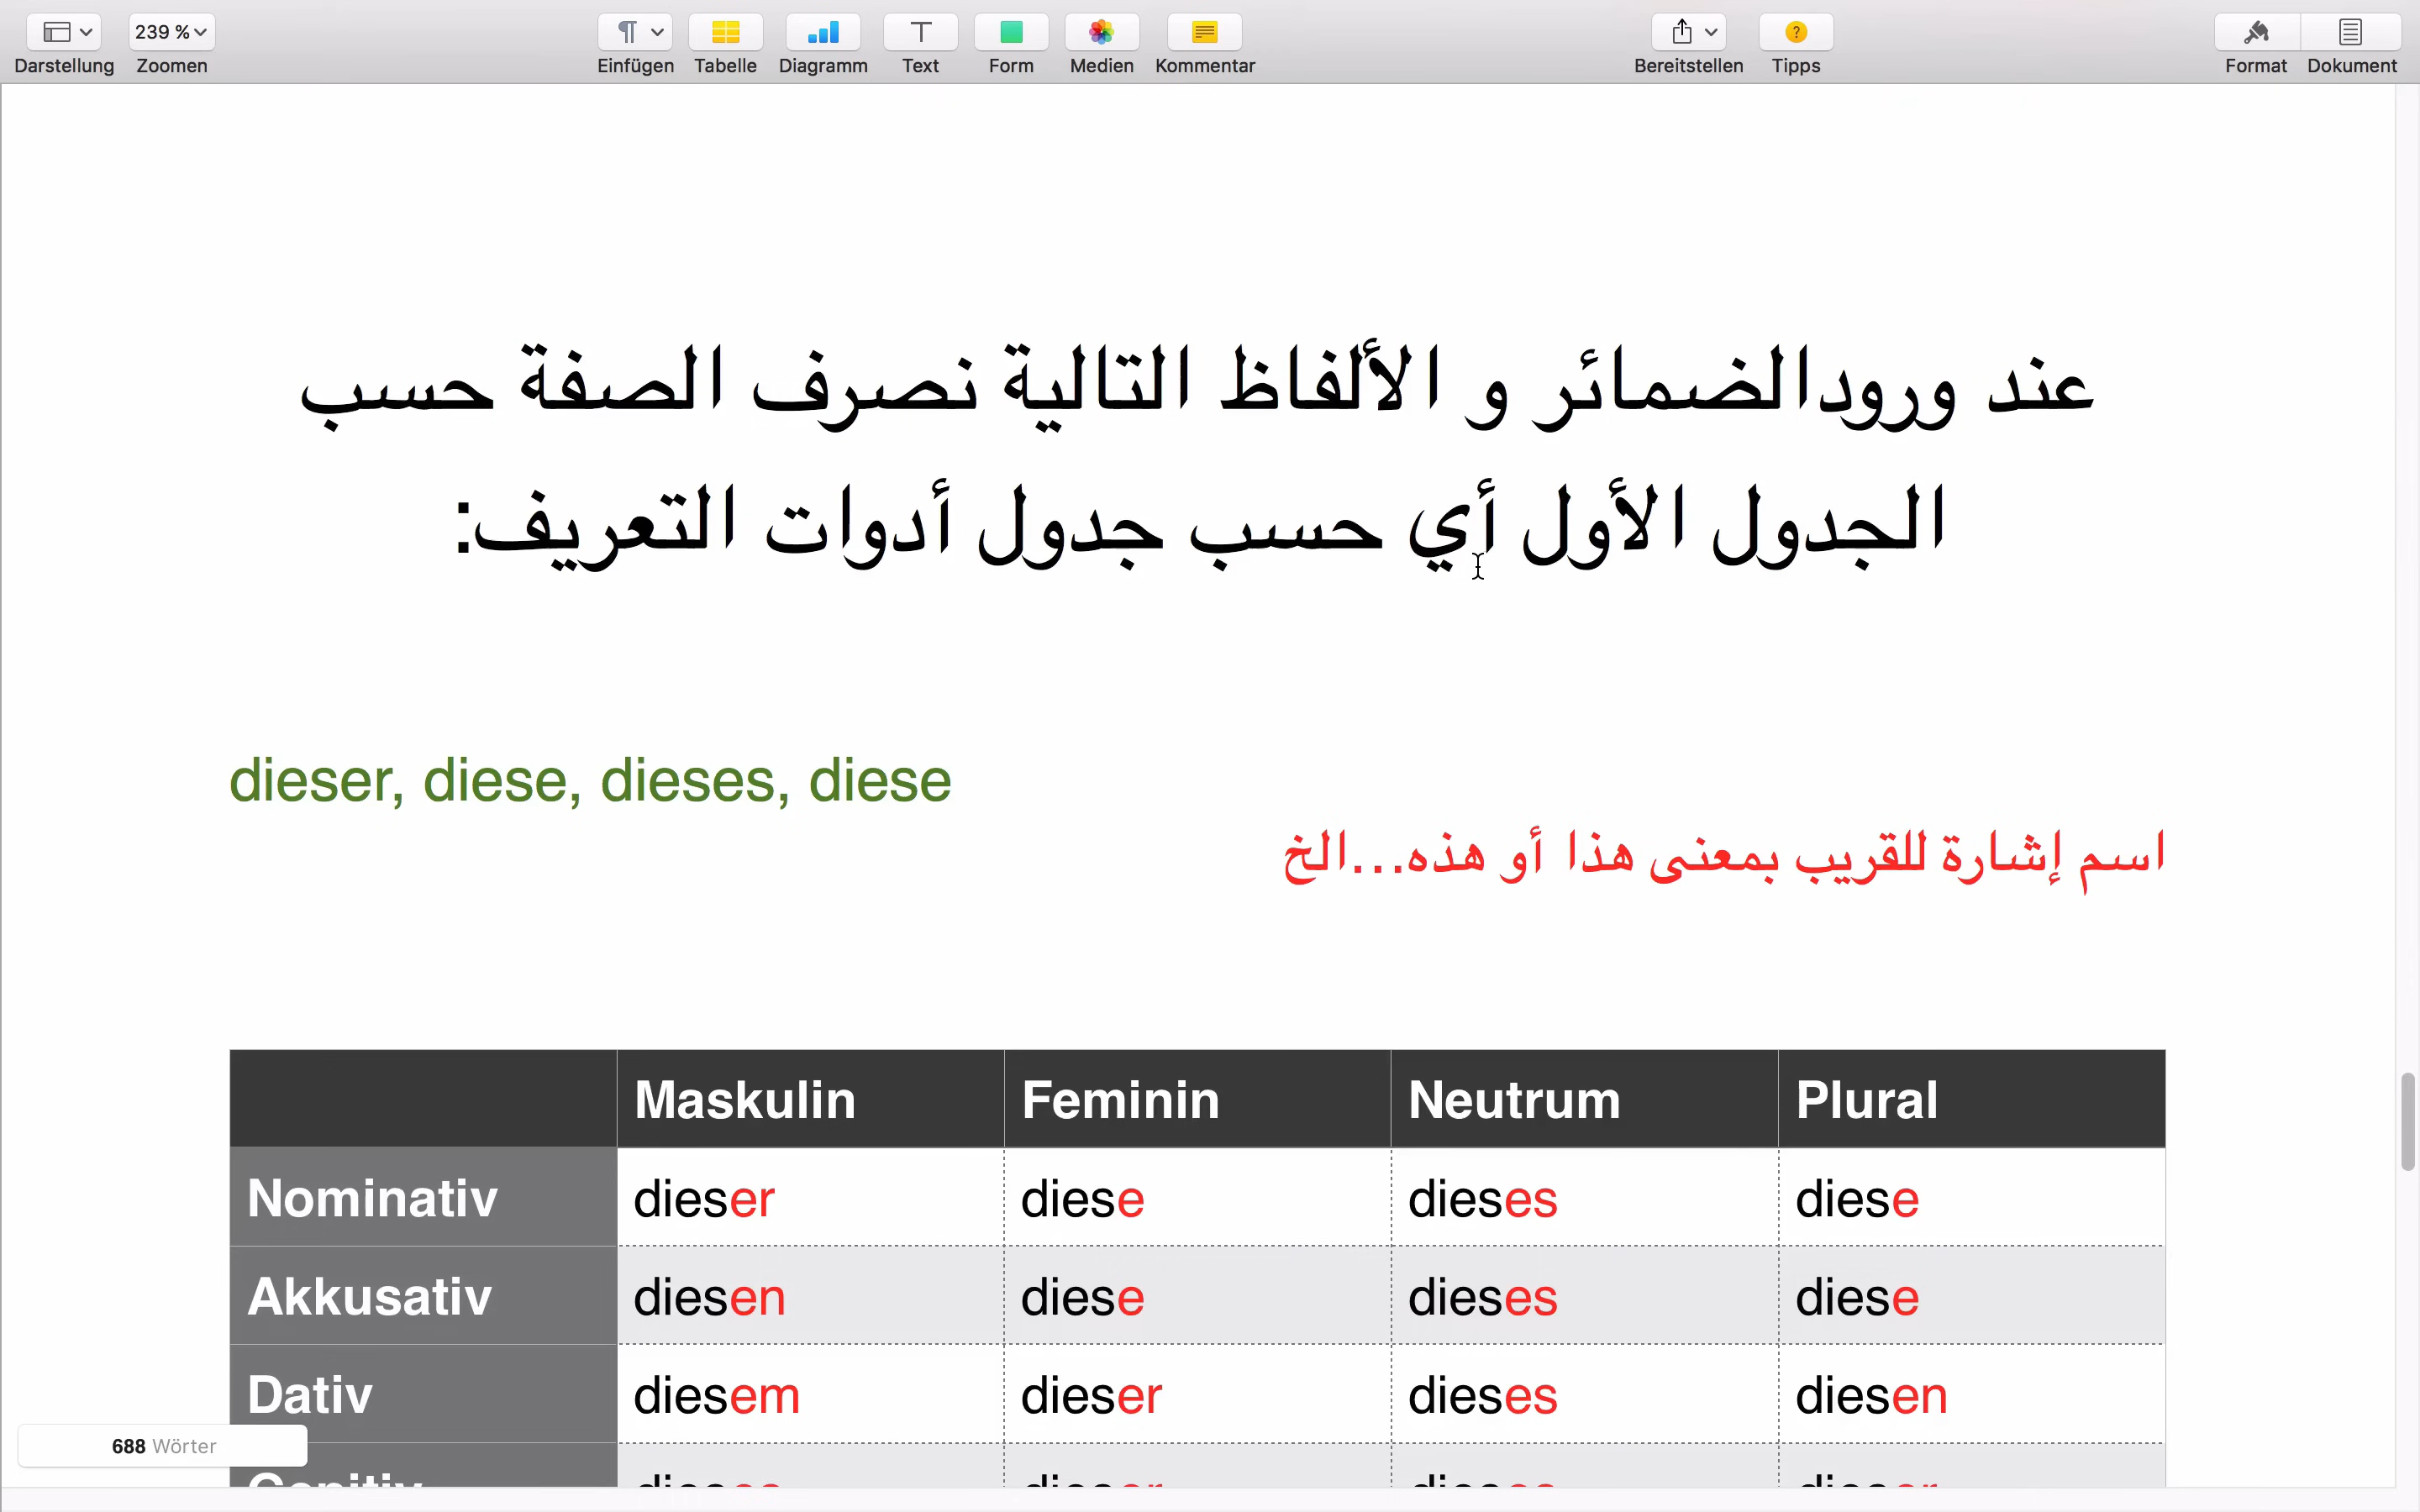 239 %
Darstellung Zoomen Einfügen Tabelle Diagramm Text Form Medien Kommentar Bereitstellen Tipps Format Dokument
عند ورودالضمائر و الألفاظ التالية نصرف الصفة حسب
الجدول الأول أي حسب جدول أدوات التعريف:
dieser, diese, dieses, diese
اسم إشارة للقريب بمعنى هذا أو هذه...الخ
Maskulin Feminin Neutrum Plural
Nominativ dieser diese dieses diese
Akkusativ diesen diese dieses diese
Dativ diesem dieser dieses diesen
688 Wörter